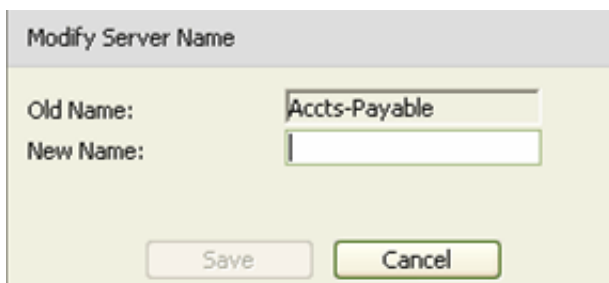 Modify Server Name
Old Name: Accts-Payable
New Name:
Save Cancel